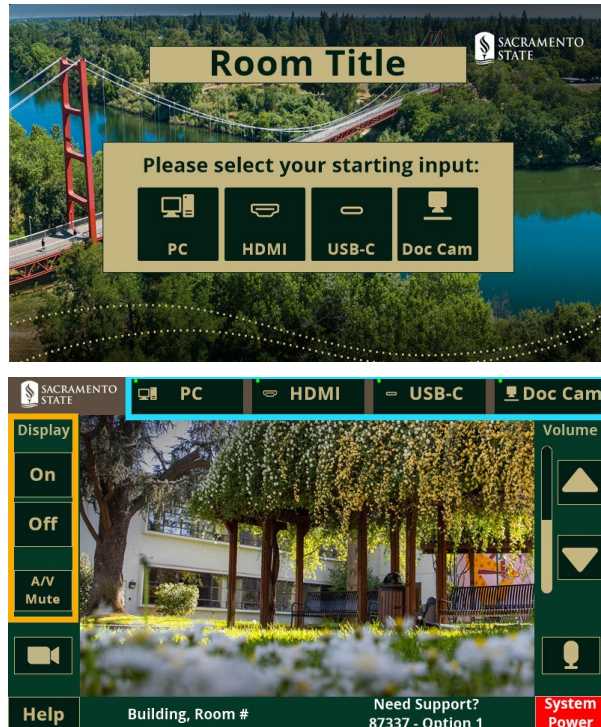 Room Title
SACRAMENTO
STATE
Please select your starting input:
PC
HDMI
USB-C
Doc Cam
SACRAMENTO
STATE
PC
HDMI
USB-C
Doc Cam
Display
On
Off
A/V
Mute
Volume
Help
Building, Room #
Need Support?
87337 - Option 1
System
Power